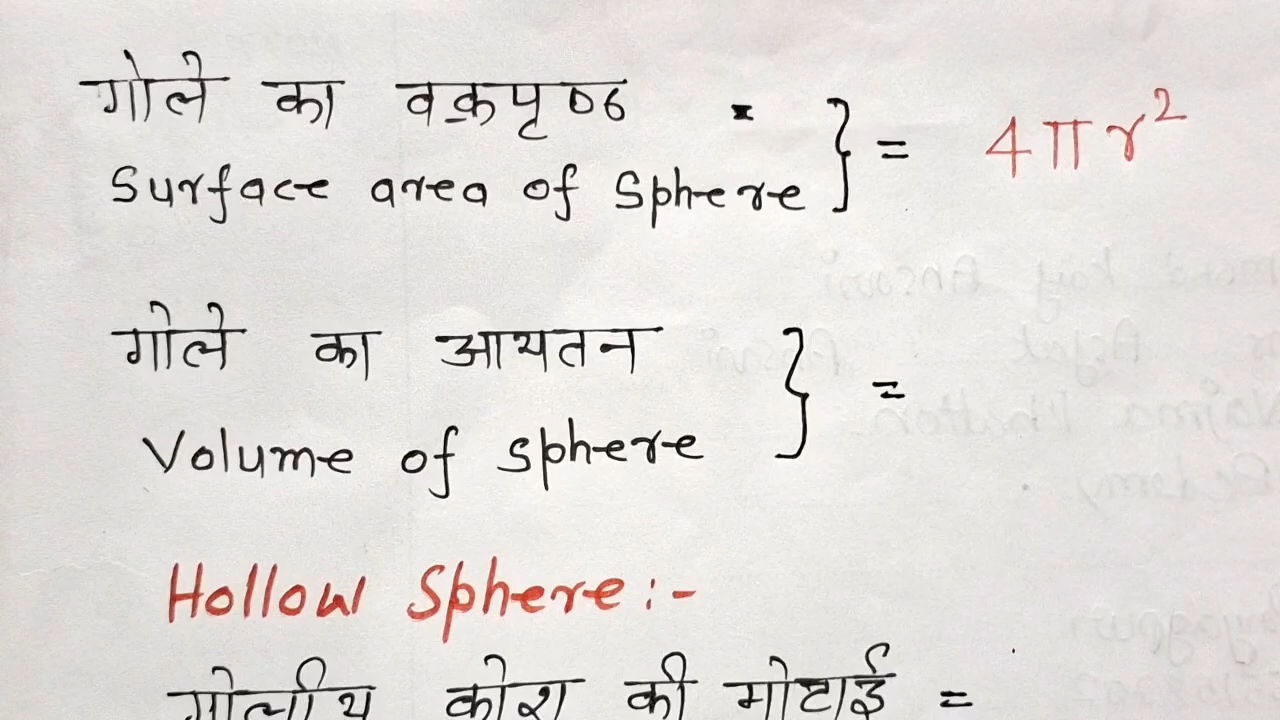 गोले का वक्रपृष्ठ
Surface area of Sphere } = 4πr²
गोले का आयतन
Volume of sphere } =
Hollow Sphere :-
गोलीय कोश की मोटाई =